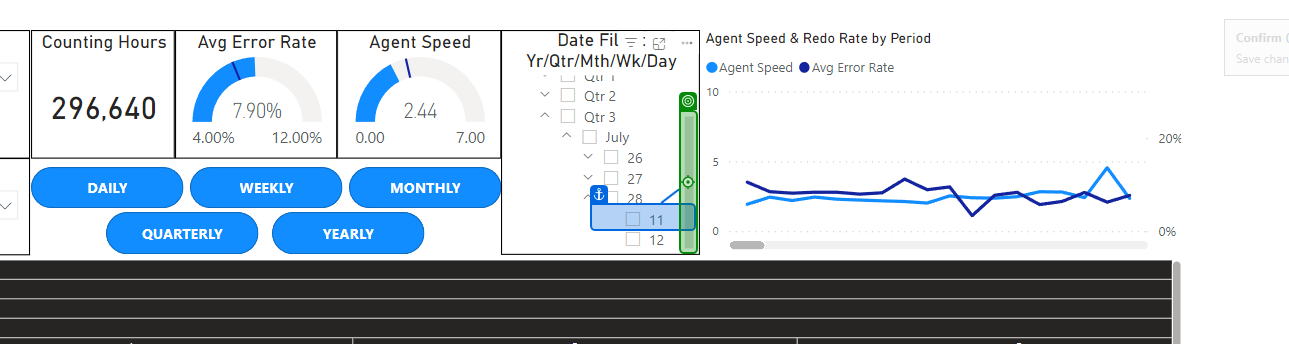 Counting Hours
296,640
Avg Error Rate
7.90%
4.00% 12.00%
Agent Speed
2.44
0.00 7.00
DAILY
WEEKLY
MONTHLY
QUARTERLY
YEARLY
Date Fil :
Yr/Qtr/Mth/Wk/Day
Qtr 1
Qtr 2
Qtr 3
July
26
27
28
11
12
Agent Speed & Redo Rate by Period
Agent Speed Avg Error Rate
10
20%
5
0 0%
Confirm (
Save chan